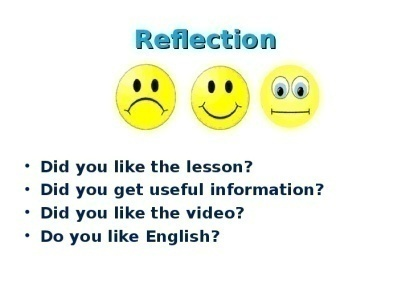 Reflection
• Did you like the lesson?
• Did you get useful information?
• Did you like the video?
• Do you like English?